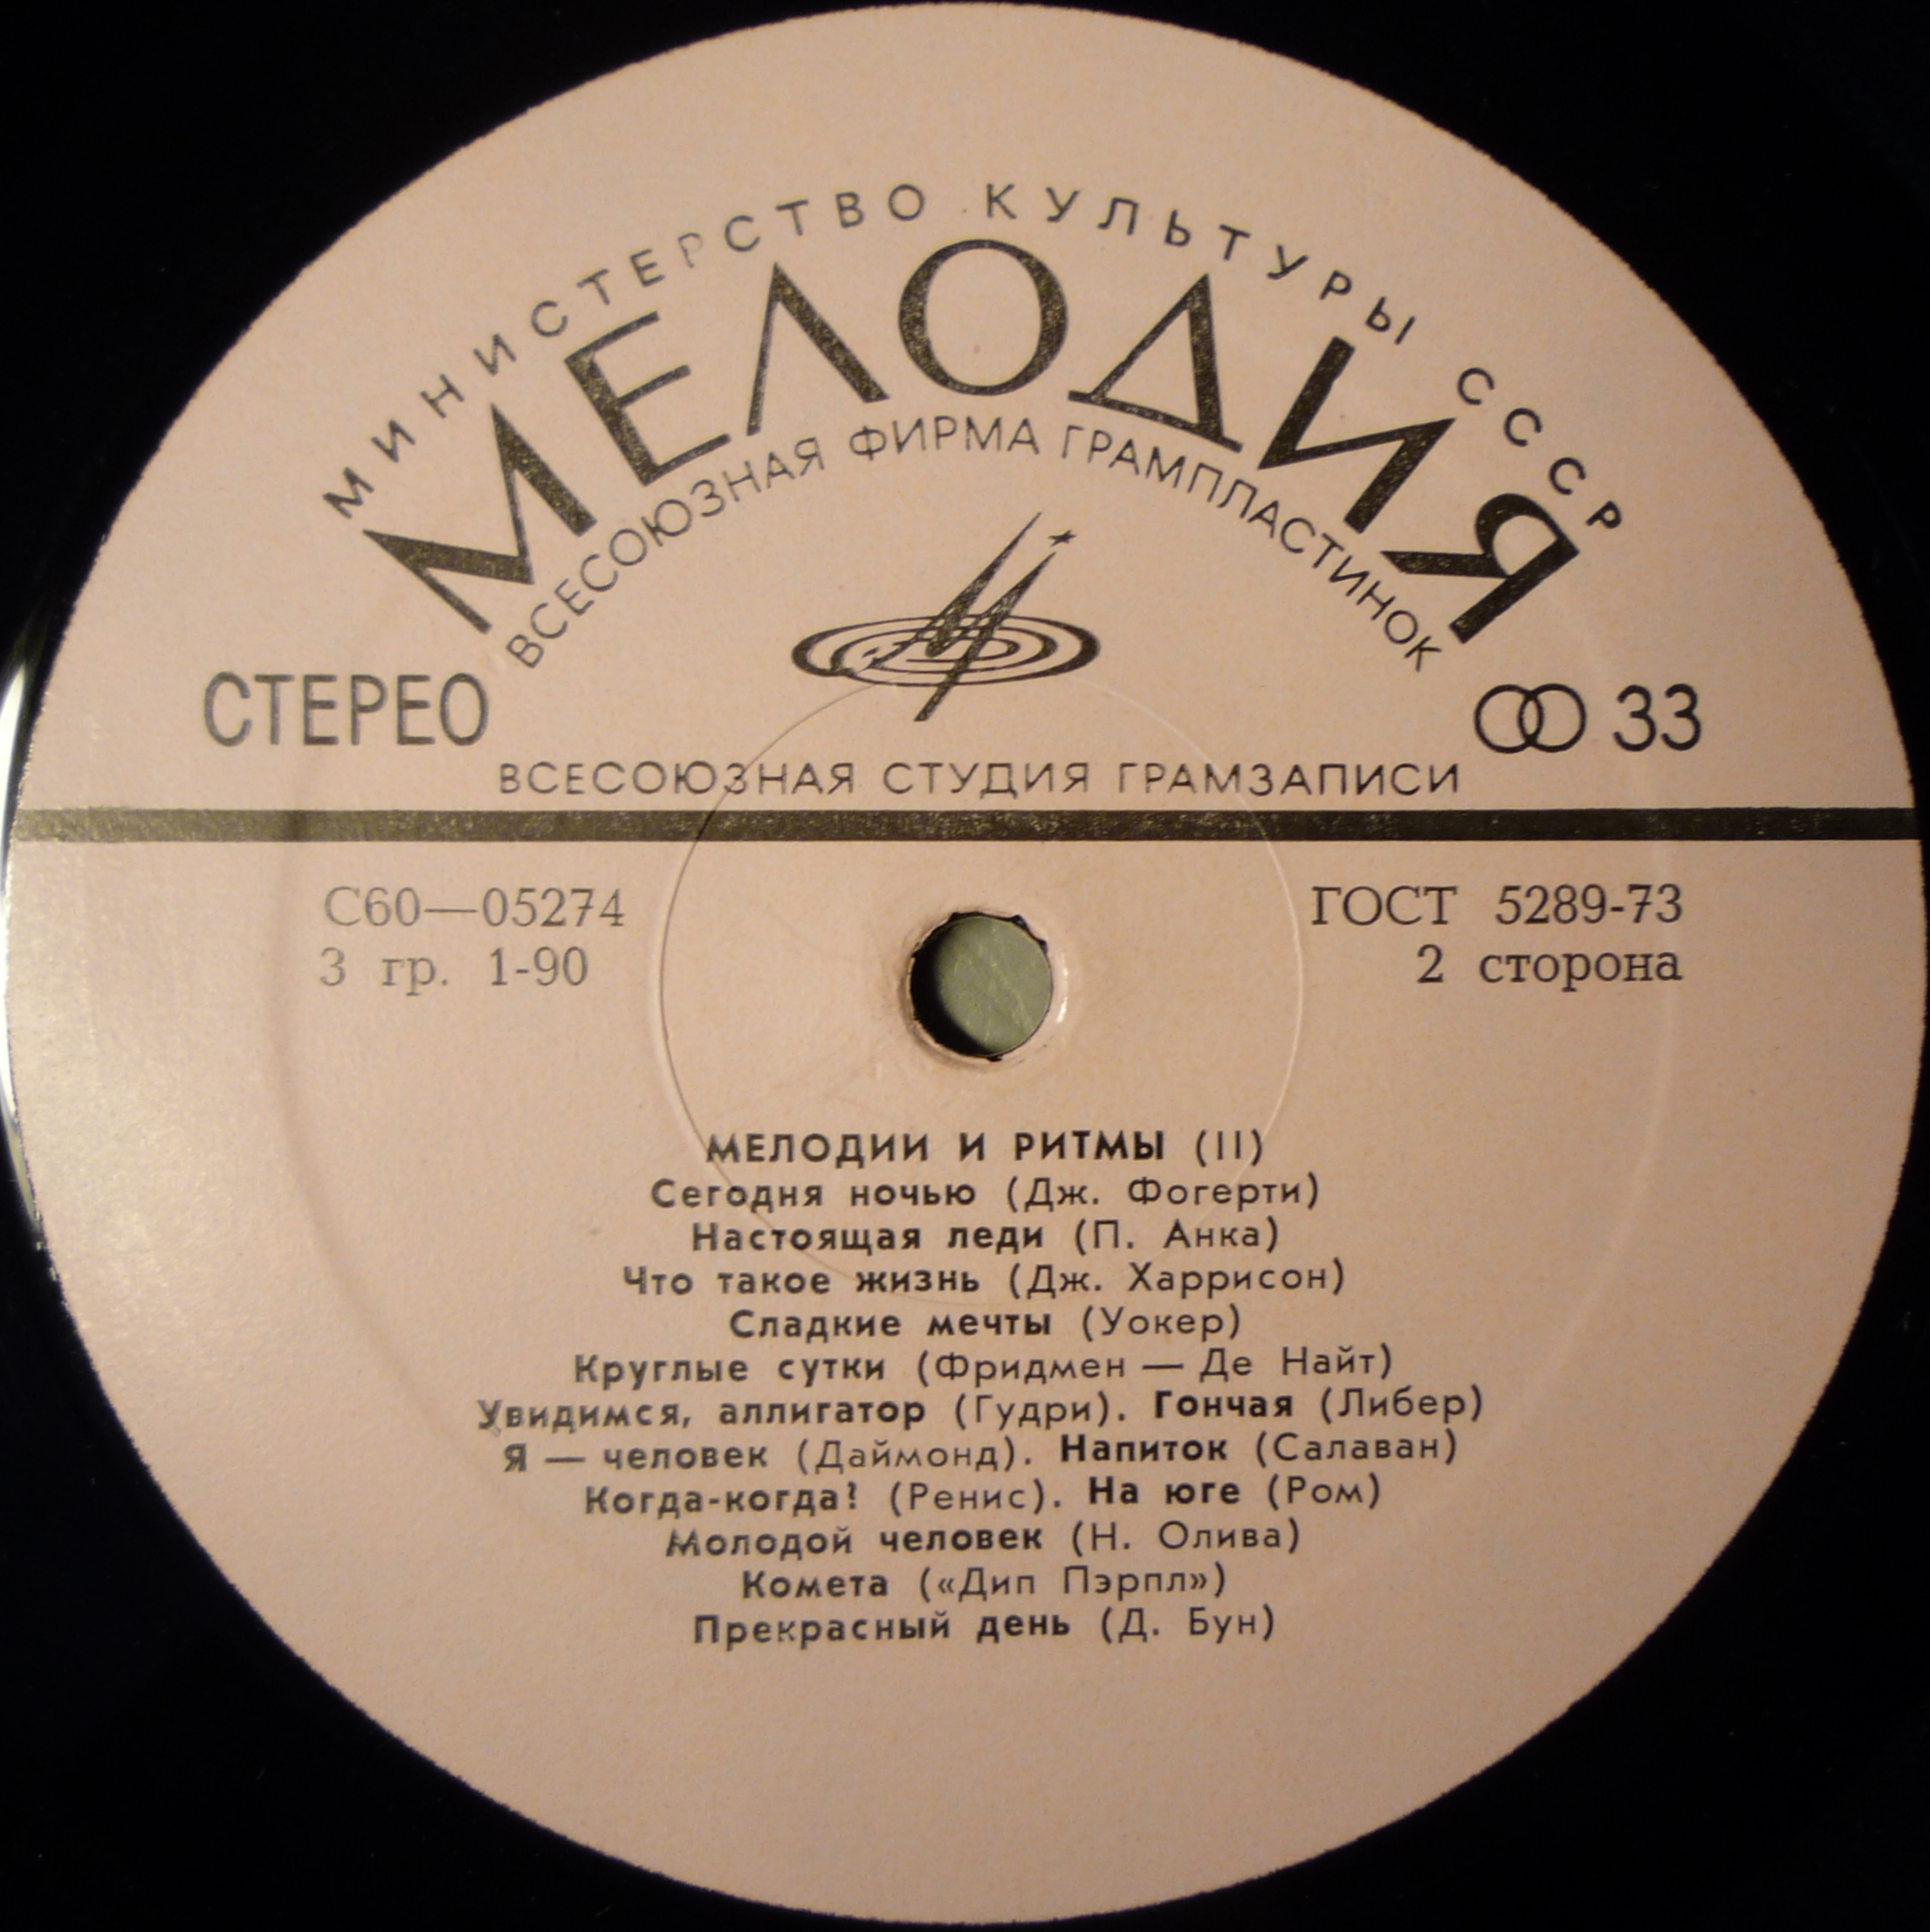 МИНИСТЕРСТВО КУЛЬТУРЫ СССР
МЕЛОДИЯ
ВСЕСОЮЗНАЯ ФИРМА ГРАМПЛАСТИНОК
СТЕРЕО
33
ВСЕСОЮЗНАЯ СТУДИЯ ГРАМЗАПИСИ
С60—05274
ГОСТ 5289-73
3 гр. 1-90
2 сторона
МЕЛОДИИ И РИТМЫ (II)
Сегодня ночью (Дж. Фогерти)
Настоящая леди (П. Анка)
Что такое жизнь (Дж. Харрисон)
Сладкие мечты (Уокер)
Круглые сутки (Фридмен — Де Найт)
Увидимся, аллигатор (Гудри). Гончая (Либер)
Я — человек (Даймонд). Напиток (Салаван)
Когда-когда? (Ренис). На юге (Ром)
Молодой человек (Н. Олива)
Комета («Дип Пэрпл»)
Прекрасный день (Д. Бун)